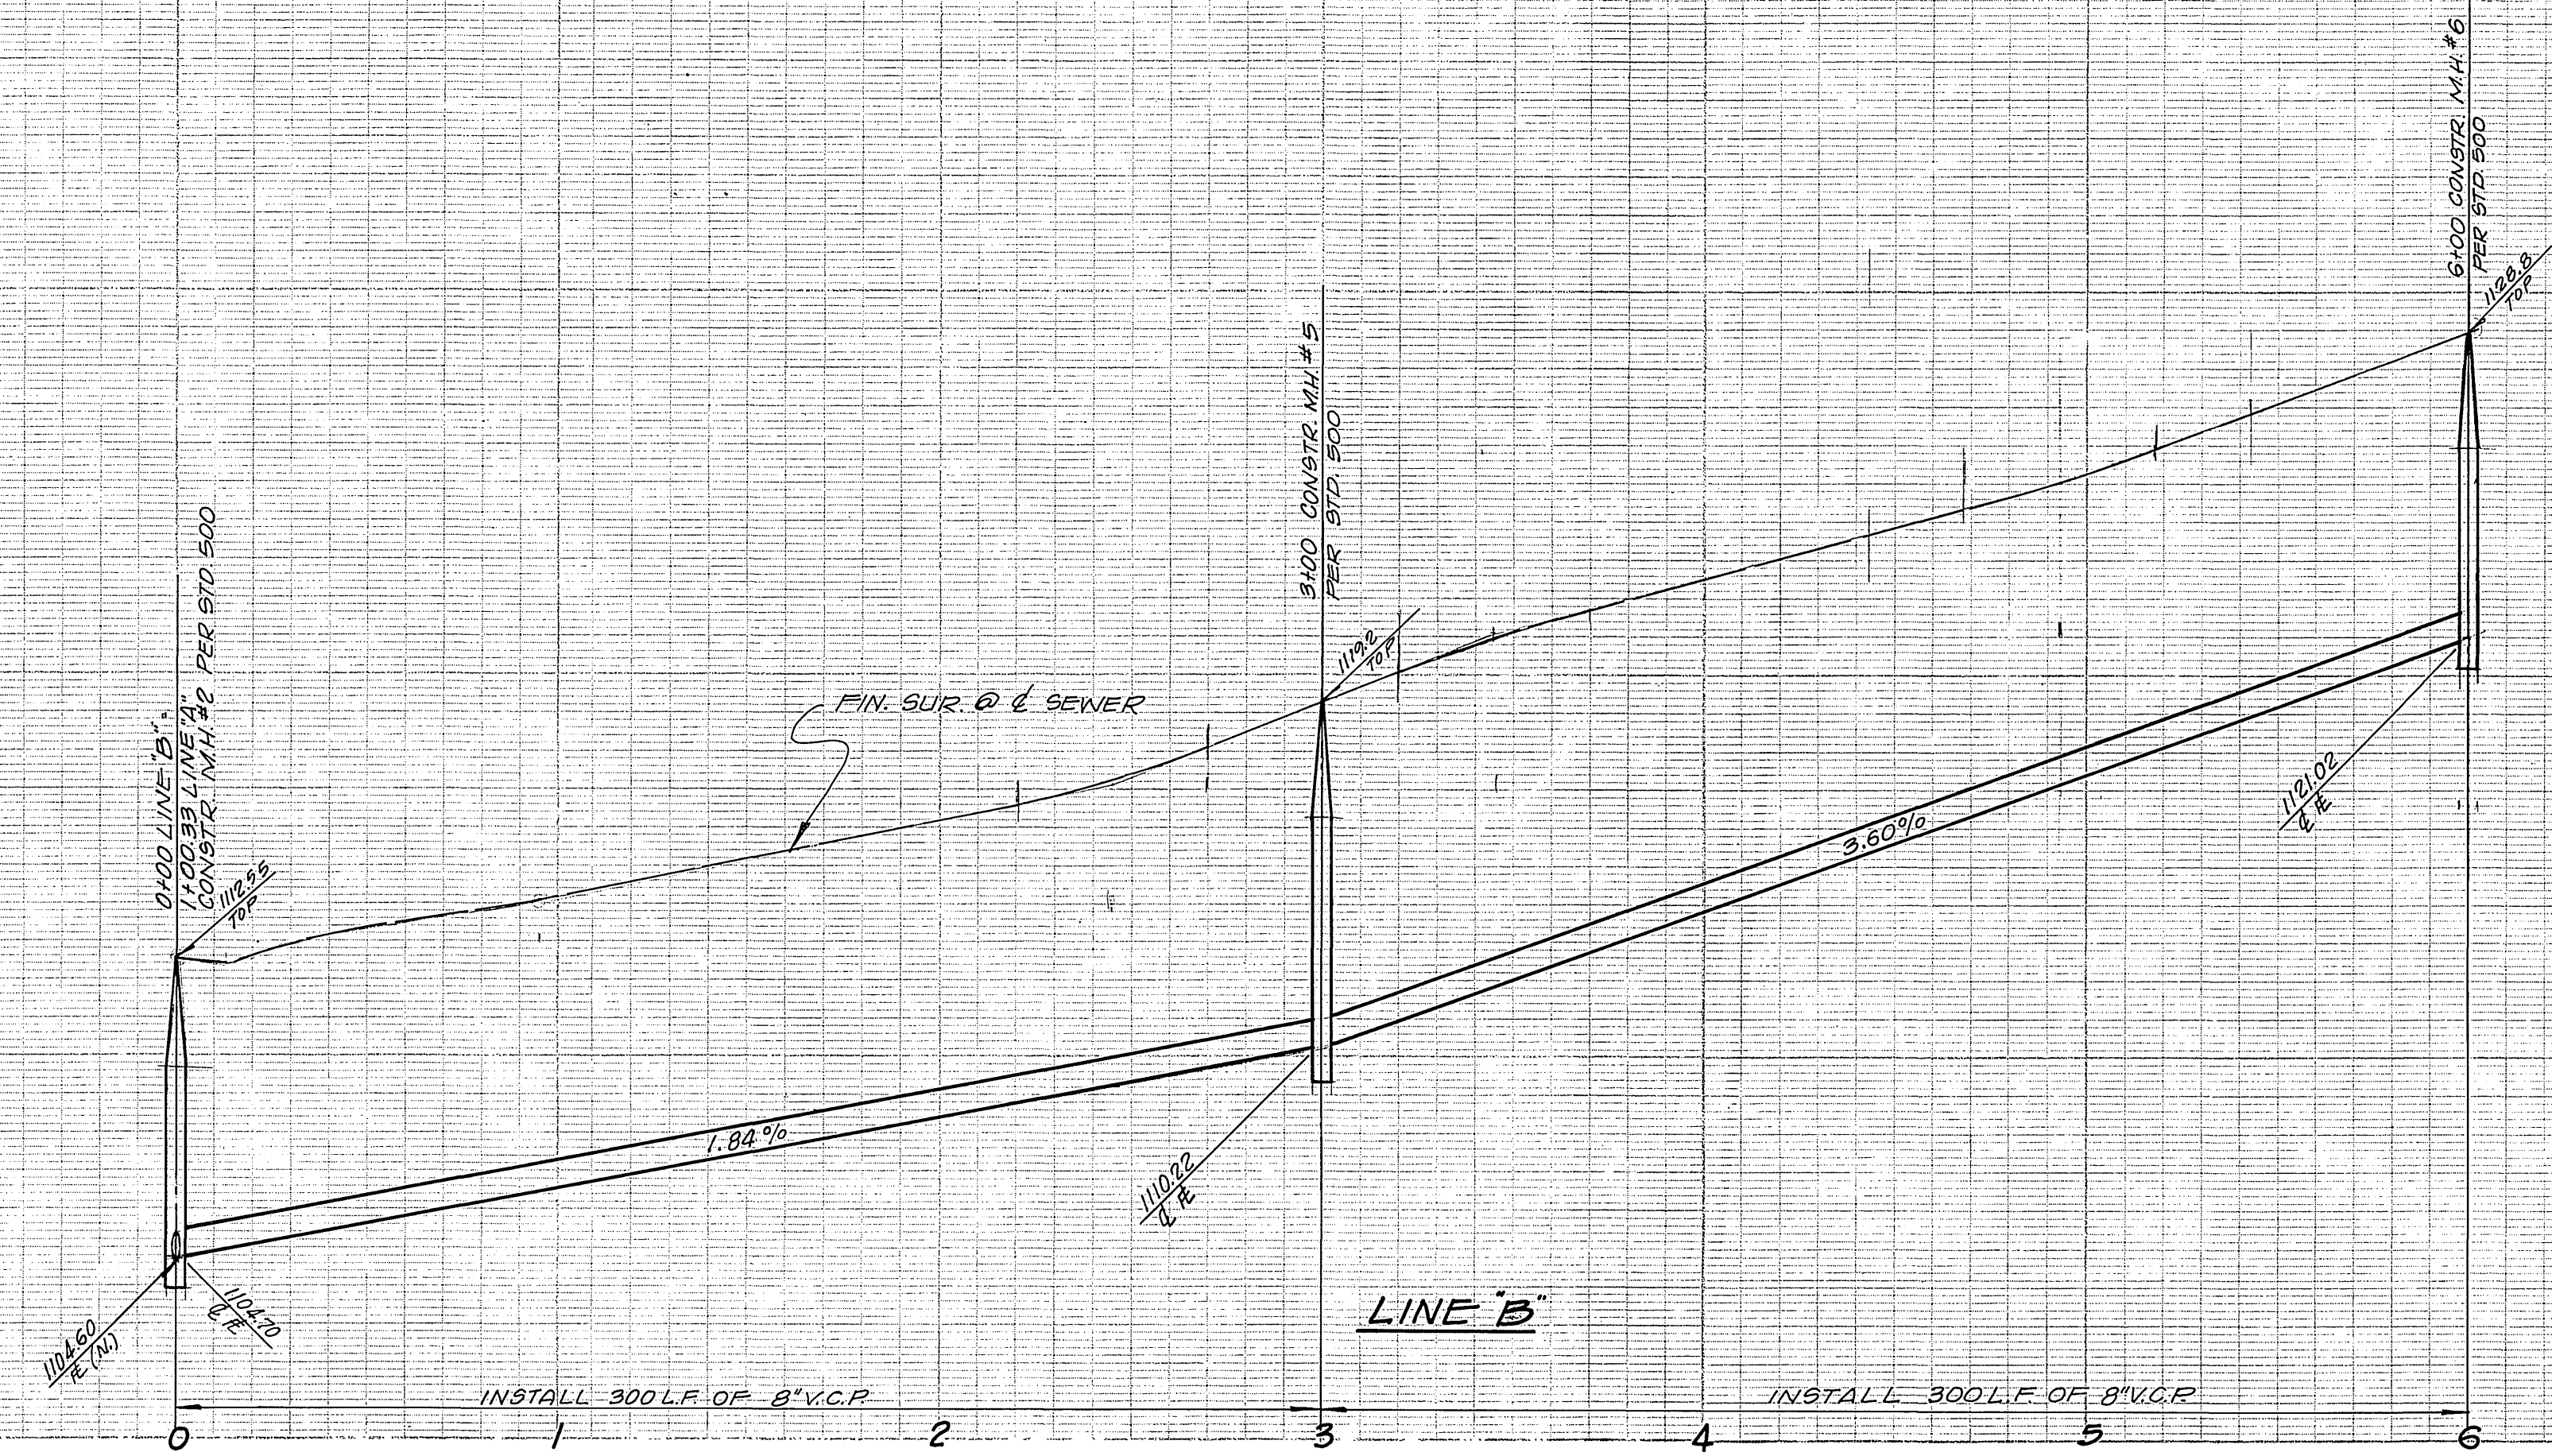 6+00 CONSTR. M.H. #6
PER STD. 500
1128.8
TOP
3+00 CONSTR. M.H. #5
PER STD. 500
1119.2
TOP
0+00 LINE "B" =
1+00.33 LINE "A"
CONSTR. M.H. #2 PER STD. 500
1112.55
TOP
FIN. SUR. @ ℄ SEWER
3.60%
1121.02
℄ FL
1.84%
1110.22
℄ FL
1104.60
FL (N.)
1104.70
℄ FL
LINE "B"
INSTALL 300 L.F. OF 8" V.C.P.
INSTALL 300 L.F. OF 8" V.C.P.
0 1 2 3 4 5 6